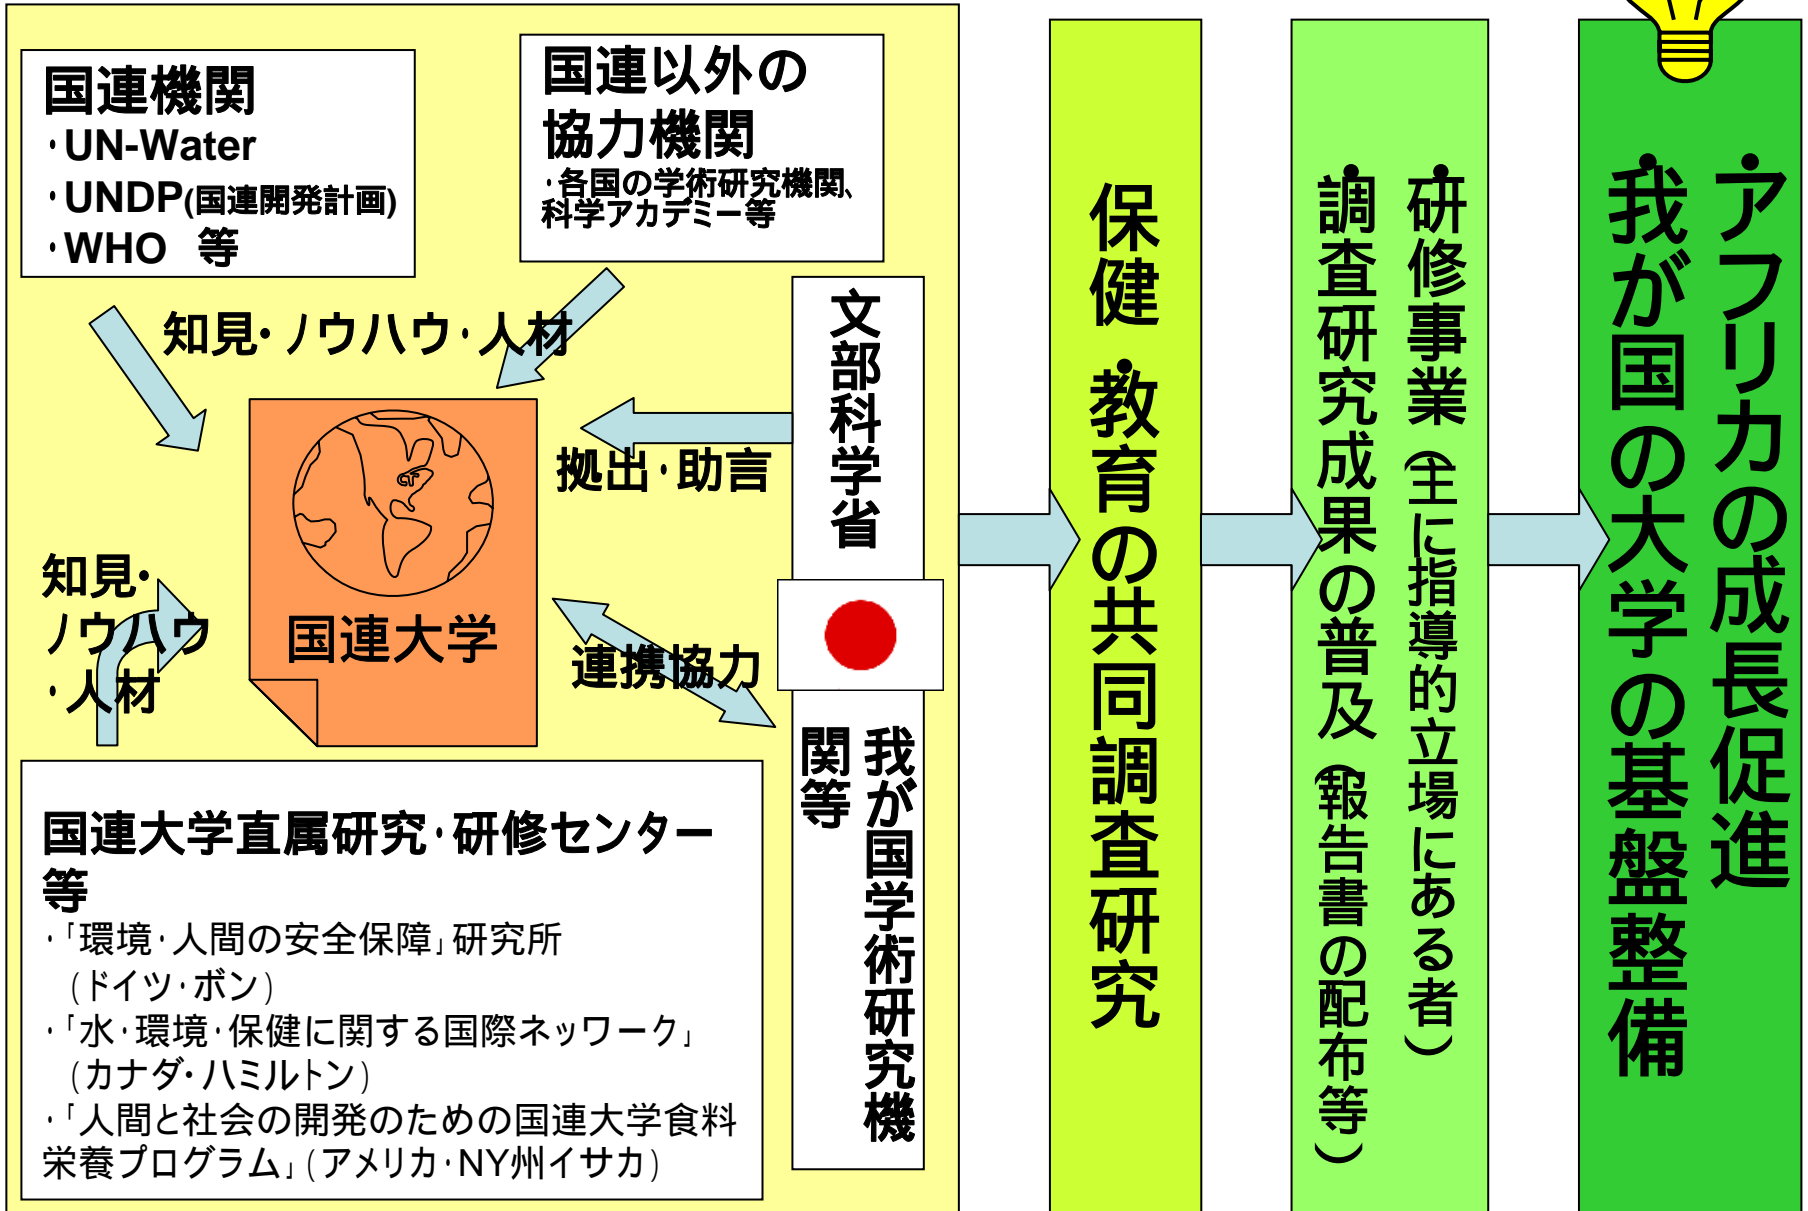 国連機関
・UN-Water
・UNDP(国連開発計画)
・WHO 等
国連以外の
協力機関
・各国の学術研究機関、
科学アカデミー等
知見・ノウハウ・人材
文部科学省
拠出・助言
国連大学
知見・
ノウハウ
・人材
連携協力
我が国学術研究機
関等
国連大学直属研究・研修センター
等
・「環境・人間の安全保障」研究所
(ドイツ・ボン)
・「水・環境・保健に関する国際ネッワーク」
(カナダ・ハミルトン)
・「人間と社会の開発のための国連大学食料
栄養プログラム」(アメリカ・NY州イサカ)
保健・教育の共同調査研究
・研修事業(主に指導的立場にある者)
・調査研究成果の普及(報告書の配布等)
・アフリカの成長促進
・我が国の大学の基盤整備